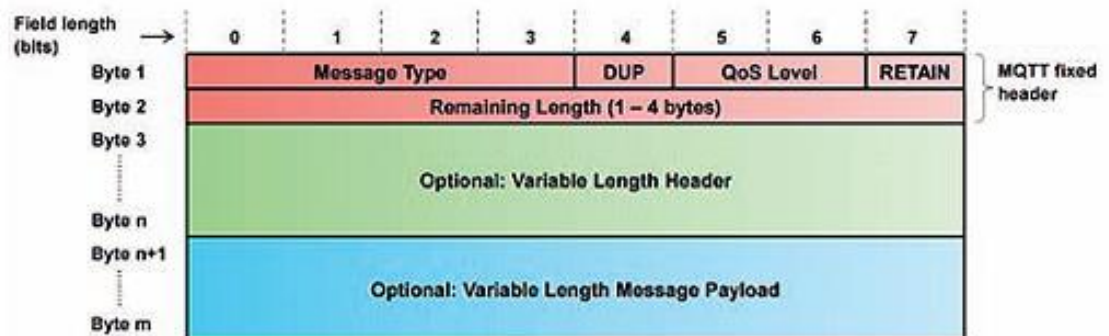 Field length
(bits)
0 1 2 3 4 5 6 7
Byte 1 Message Type DUP QoS Level RETAIN MQTT fixed
header
Byte 2 Remaining Length (1 – 4 bytes)
Byte 3
Optional: Variable Length Header
Byte n
Byte n+1
Optional: Variable Length Message Payload
Byte m